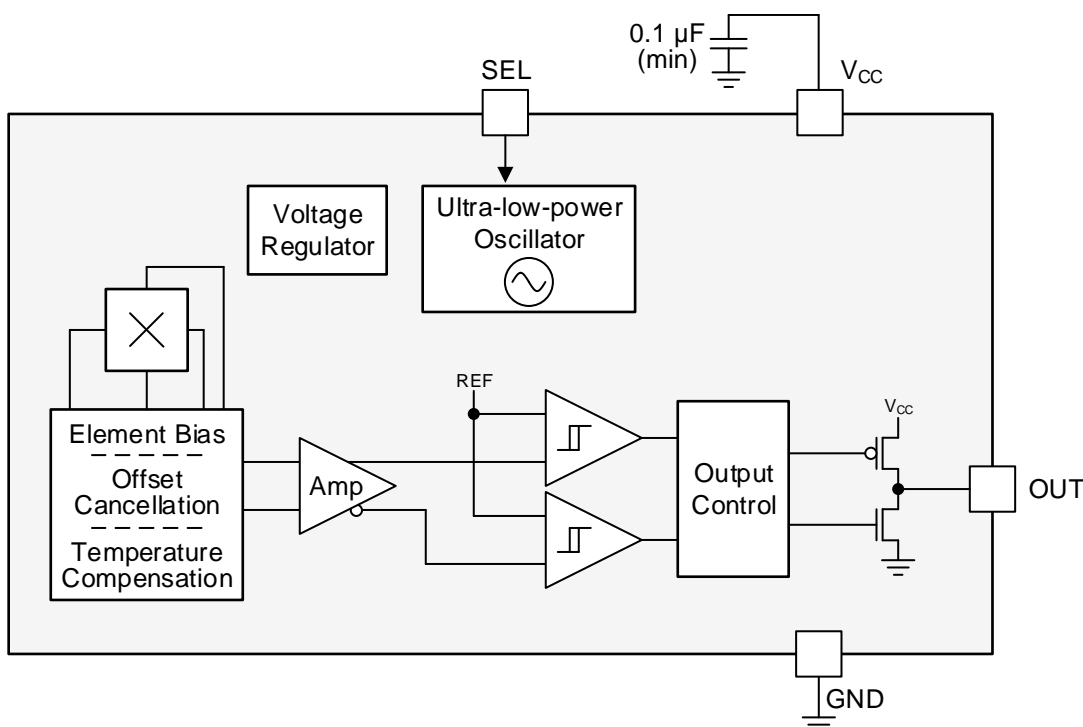 0.1 µF
(min)
SEL
VCC
Voltage
Regulator
Ultra-low-power
Oscillator
REF
VCC
Element Bias
Offset
Cancellation
Temperature
Compensation
Amp
Output
Control
OUT
GND